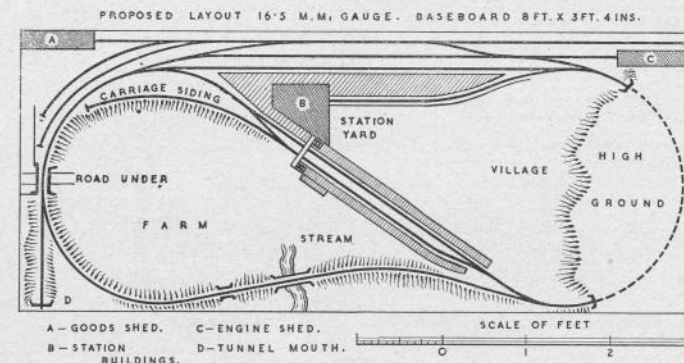 PROPOSED LAYOUT 16·5 M.M. GAUGE. BASEBOARD 8FT. X 3FT. 4INS.
A
C
CARRIAGE SIDING
B
STATION
YARD
ROAD UNDER
VILLAGE
HIGH
GROUND
FARM
STREAM
D
A—GOODS SHED.
C—ENGINE SHED.
B—STATION
BUILDINGS.
D—TUNNEL MOUTH.
SCALE OF FEET
0
1
2